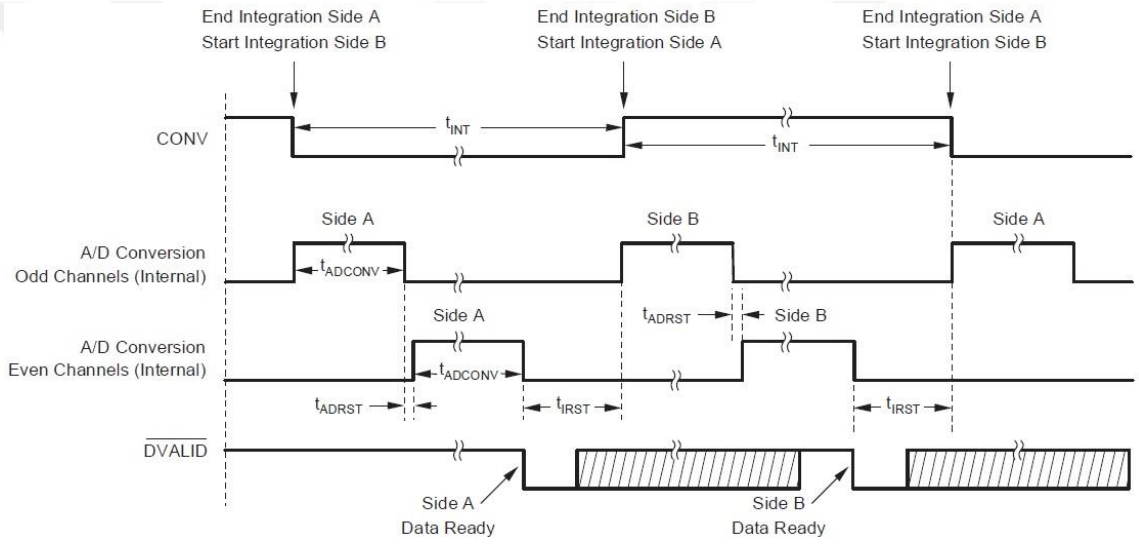 End Integration Side A
Start Integration Side B
End Integration Side B
Start Integration Side A
End Integration Side A
Start Integration Side B
CONV
tINT
tINT
Side A
Side B
Side A
A/D Conversion
Odd Channels (Internal)
tADCONV
Side A
tADRST
Side B
A/D Conversion
Even Channels (Internal)
tADCONV
tADRST
tIRST
tIRST
DVALID
Side A
Data Ready
Side B
Data Ready